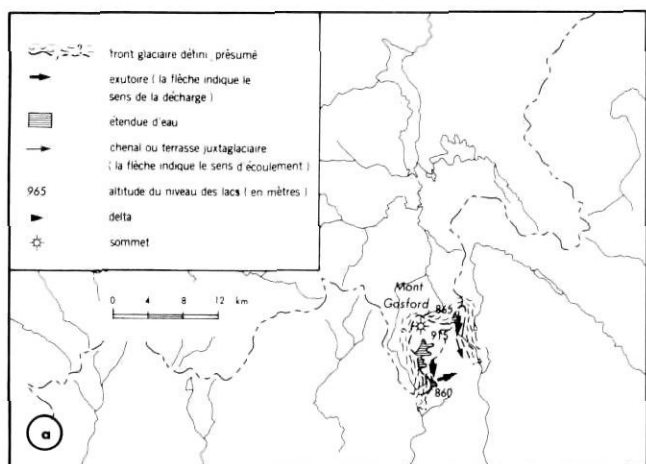 front glaciaire défini, présumé
exutoire ( la flèche indique le
sens de la décharge )
étendue d'eau
chenal ou terrasse juxtaglaciaire
( la flèche indique le sens d'écoulement )
965 altitude du niveau des lacs ( en mètres )
delta
sommet
0 4 8 12 km
Mont
Gosford
865
915
860
a